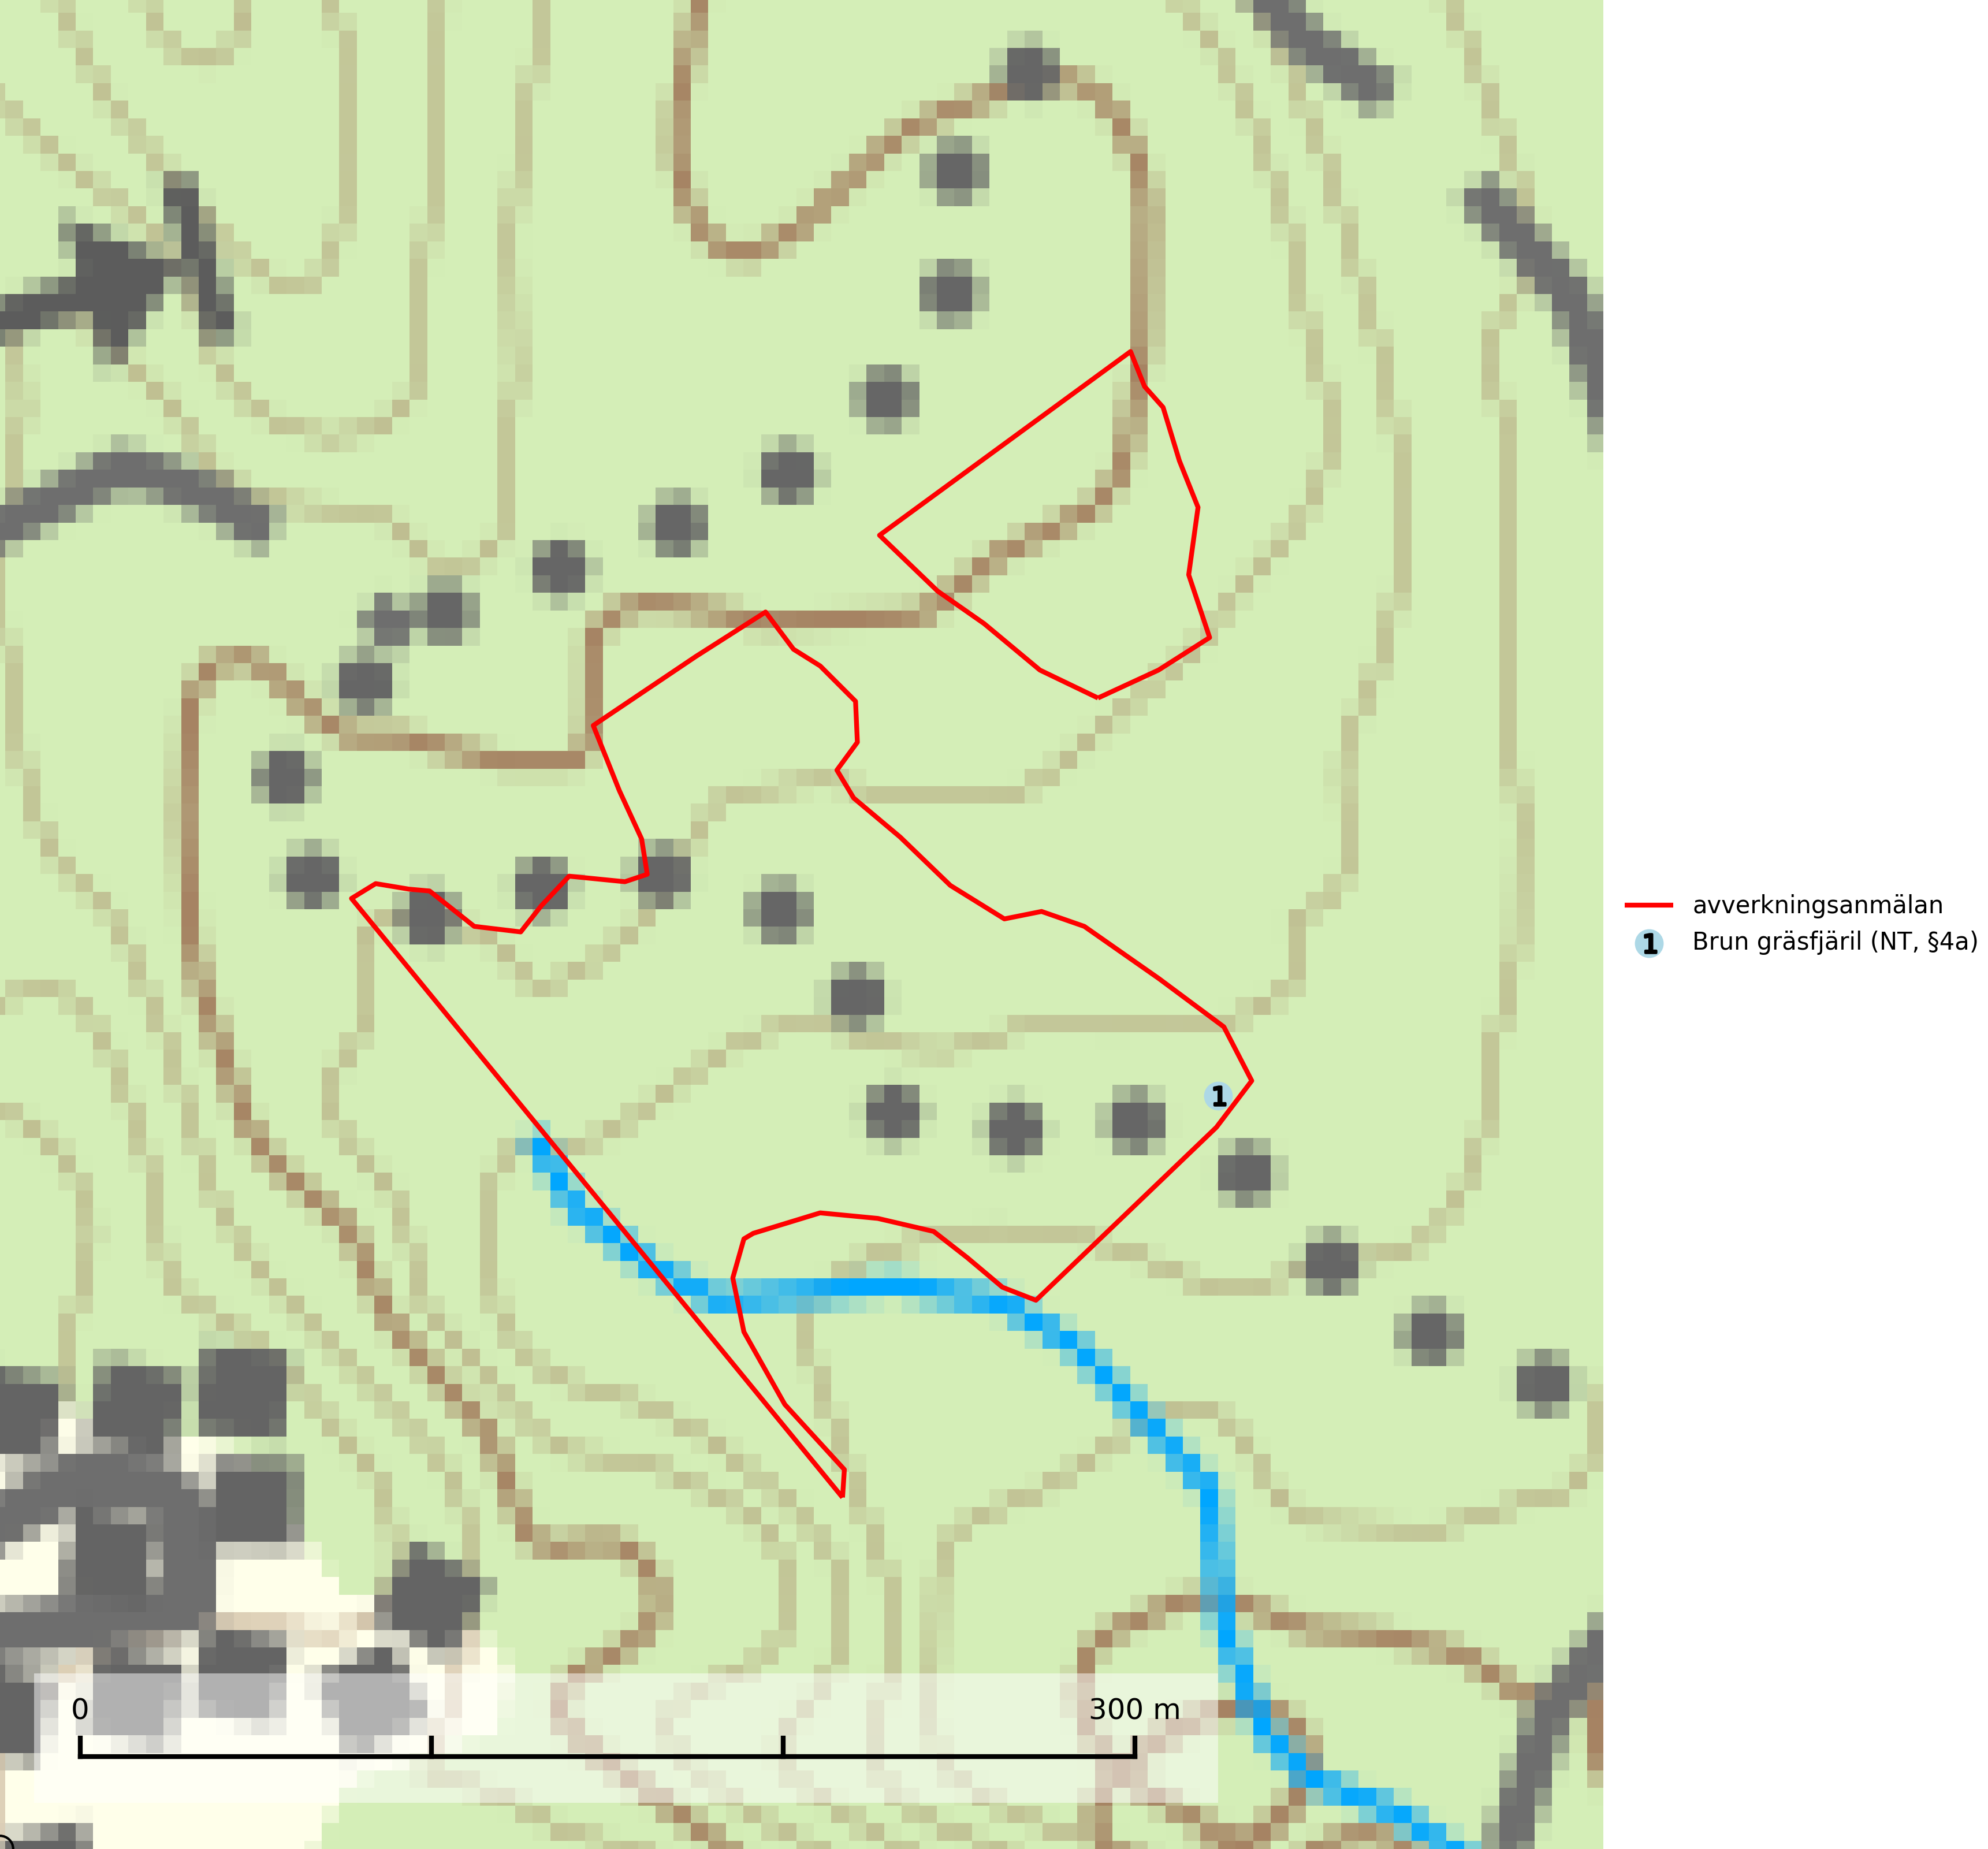 avverkningsanmälan
1 Brun gräsfjäril (NT, §4a)
1
0 300 m